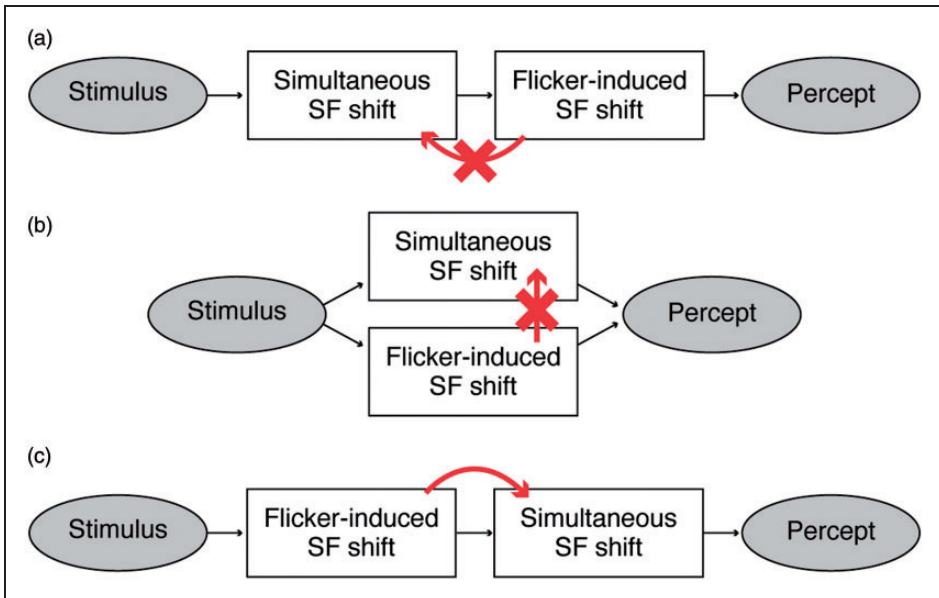 (a)
Stimulus
Simultaneous
SF shift
Flicker-induced
SF shift
Percept
(b)
Simultaneous
SF shift
Stimulus
Percept
Flicker-induced
SF shift
(c)
Stimulus
Flicker-induced
SF shift
Simultaneous
SF shift
Percept